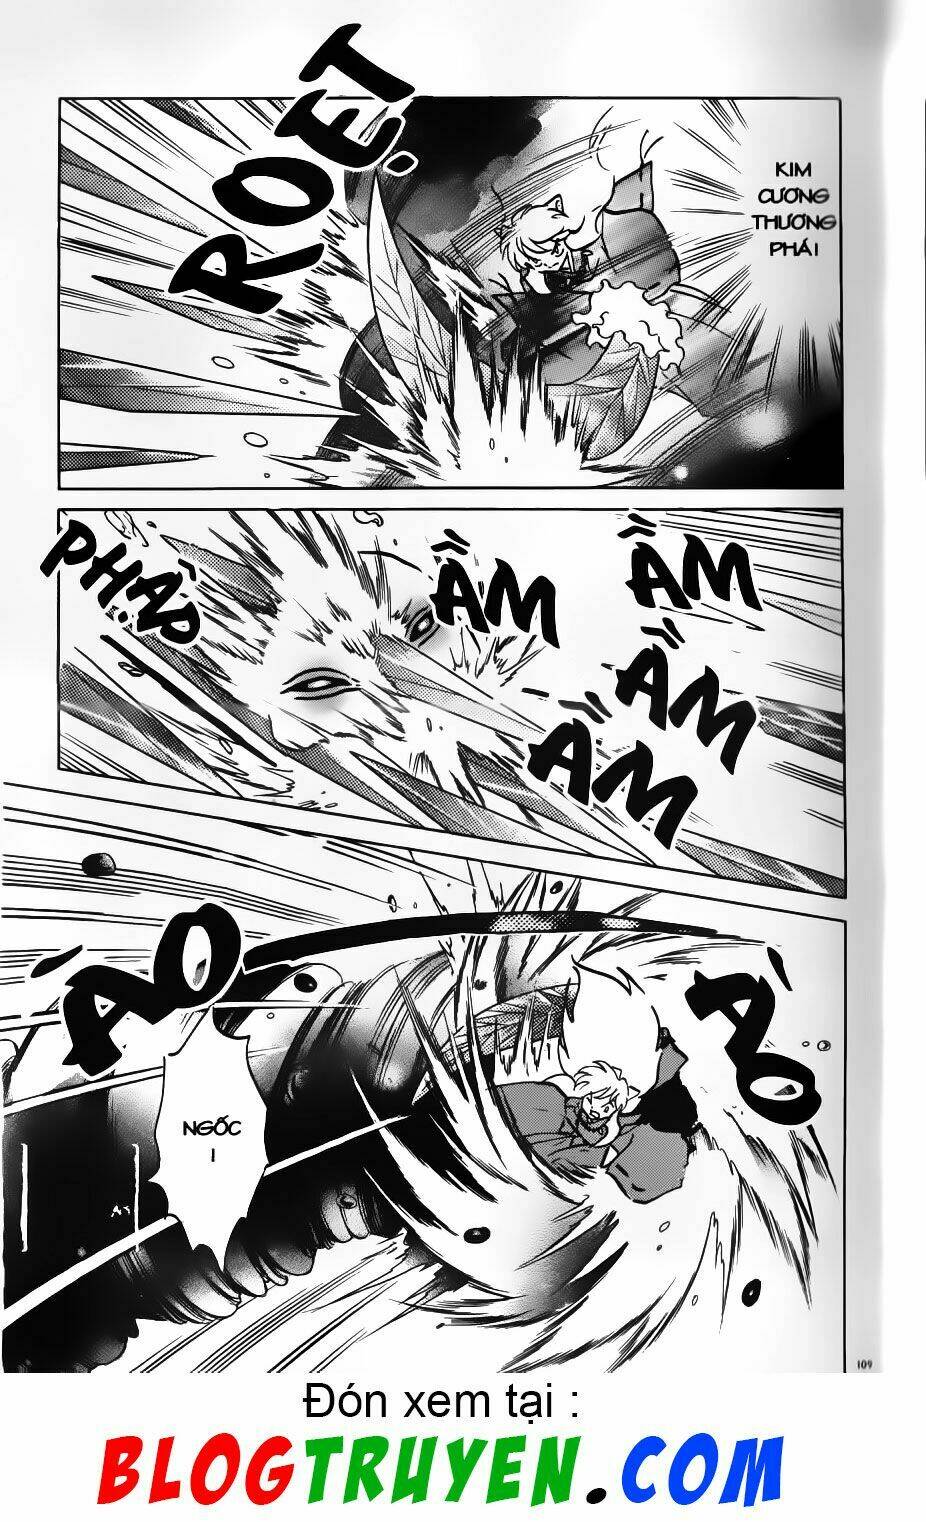 ROẸT
KIM
CƯƠNG
THƯƠNG
PHÁ!
PHẬP
ẦM
ẦM
ẦM
ẦM
ÀO
ÀO
NGỐC
!
109
Đón xem tại :
BLOGTRUYEN.COM